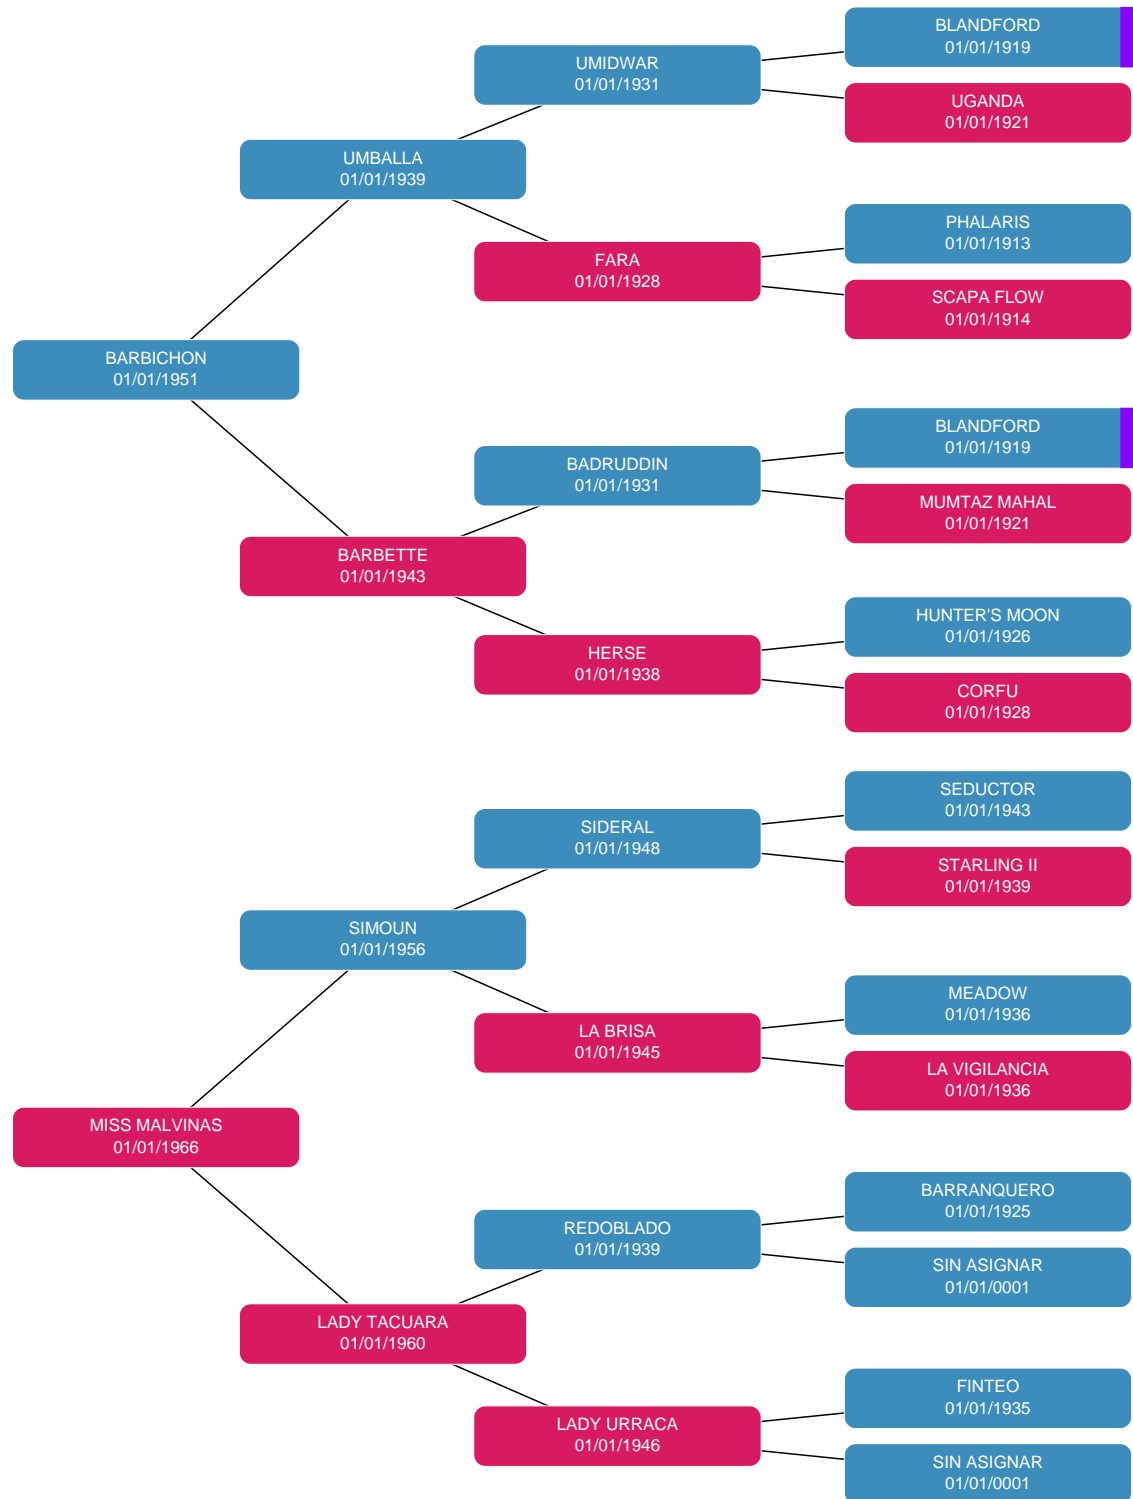 BLANDFORD
01/01/1919
UMIDWAR
01/01/1931
UGANDA
01/01/1921
UMBALLA
01/01/1939
PHALARIS
01/01/1913
FARA
01/01/1928
SCAPA FLOW
01/01/1914
BARBICHON
01/01/1951
BLANDFORD
01/01/1919
BADRUDDIN
01/01/1931
MUMTAZ MAHAL
01/01/1921
BARBETTE
01/01/1943
HUNTER'S MOON
01/01/1926
HERSE
01/01/1938
CORFU
01/01/1928
SEDUCTOR
01/01/1943
SIDERAL
01/01/1948
STARLING II
01/01/1939
SIMOUN
01/01/1956
MEADOW
01/01/1936
LA BRISA
01/01/1945
LA VIGILANCIA
01/01/1936
MISS MALVINAS
01/01/1966
BARRANQUERO
01/01/1925
REDOBLADO
01/01/1939
SIN ASIGNAR
01/01/0001
LADY TACUARA
01/01/1960
FINTEO
01/01/1935
LADY URRACA
01/01/1946
SIN ASIGNAR
01/01/0001